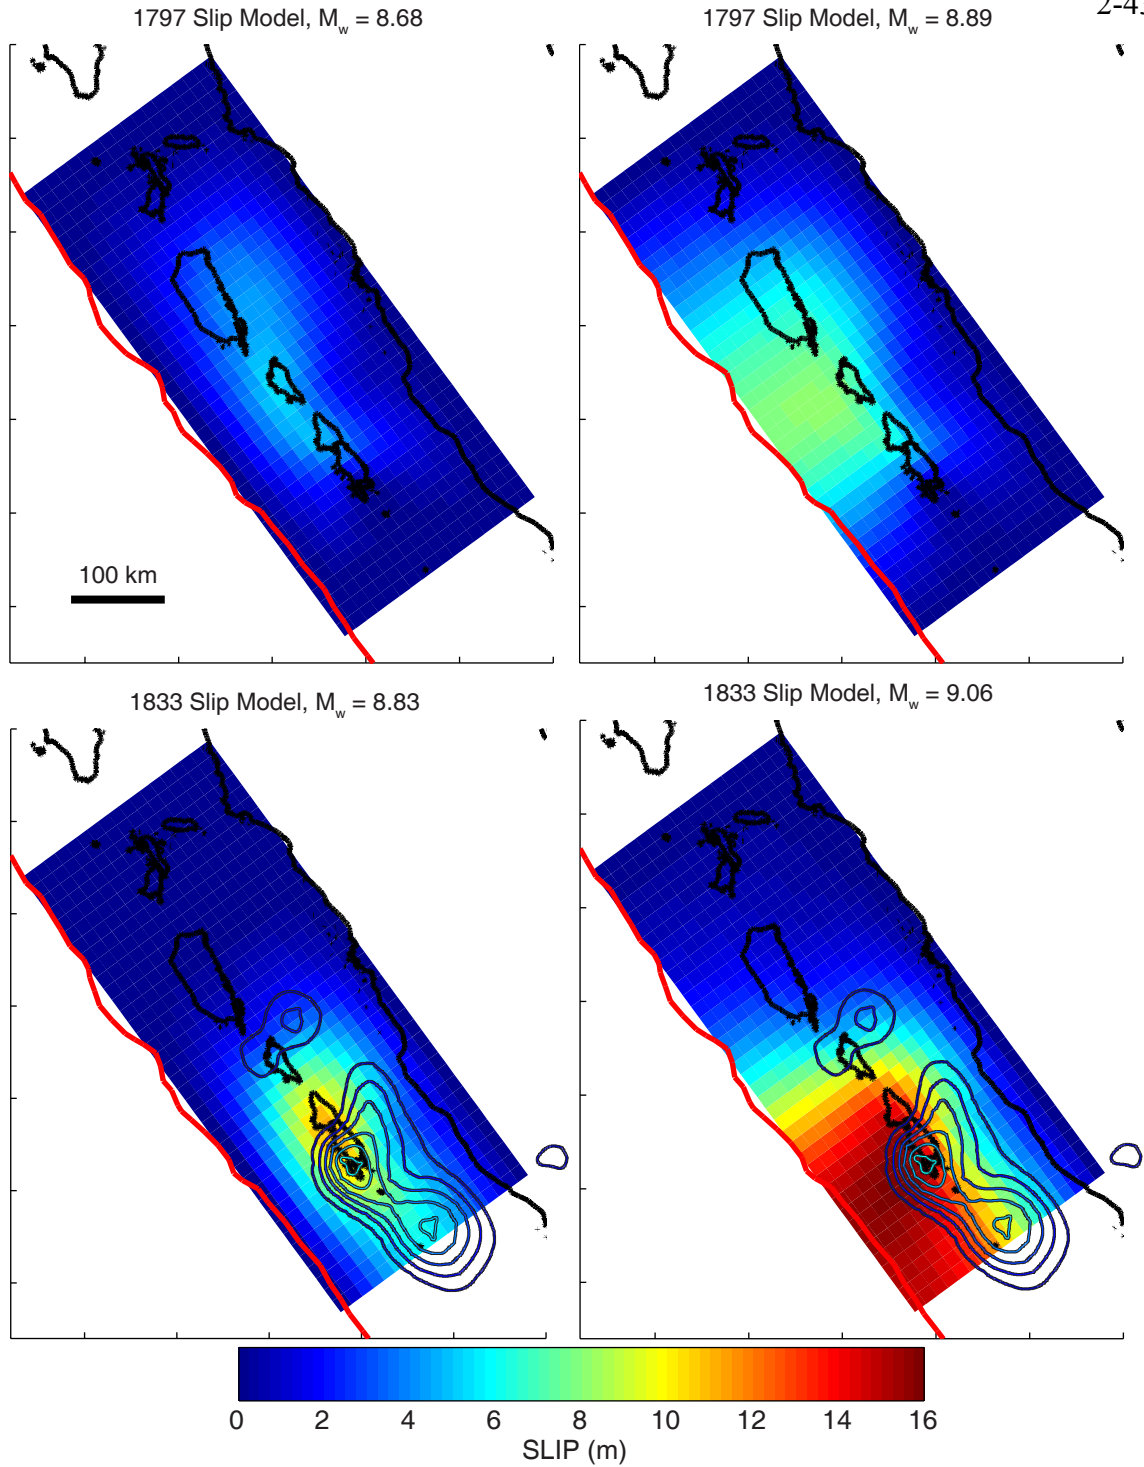 1797 Slip Model, Mw = 8.68
1797 Slip Model, Mw = 8.89
100 km
1833 Slip Model, Mw = 8.83
1833 Slip Model, Mw = 9.06
0 2 4 6 8 10 12 14 16
SLIP (m)